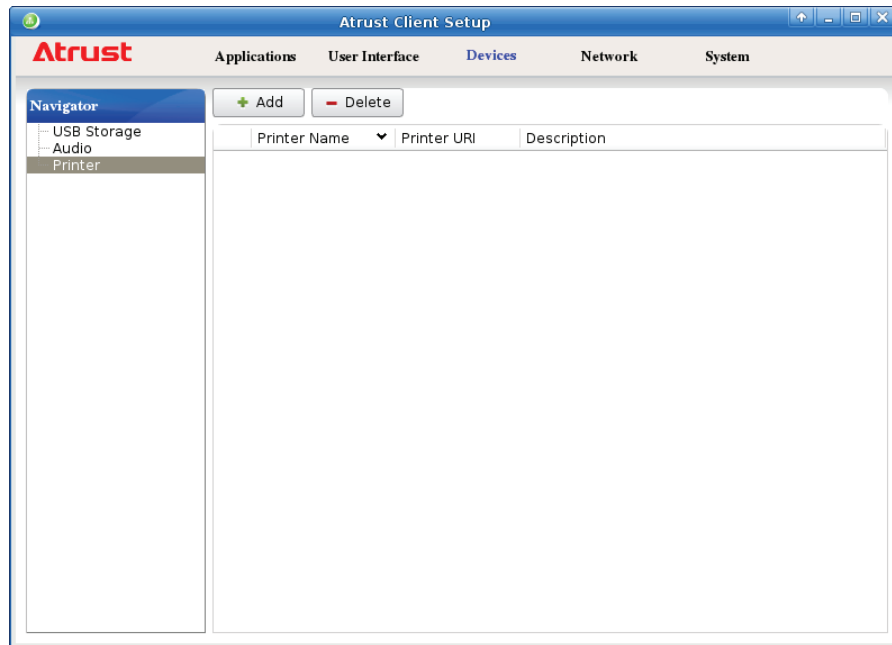 Atrust Client Setup
Atrust Applications User Interface Devices Network System
Navigator
USB Storage
Audio
Printer
+ Add − Delete
Printer Name Printer URI Description